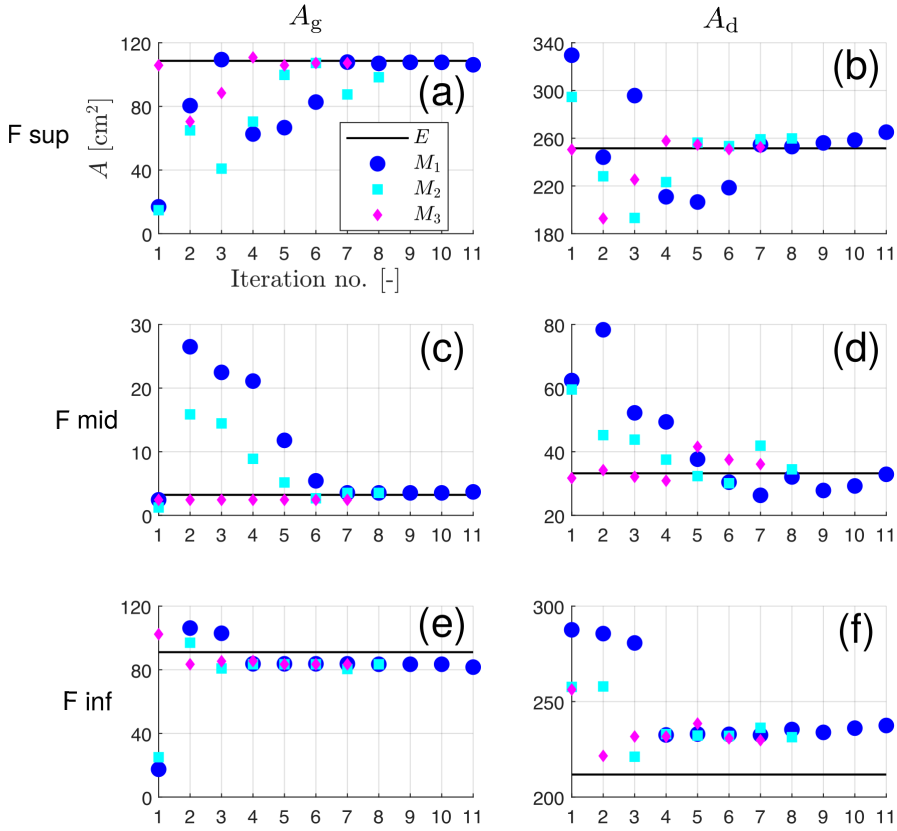 A_g
A_d
F sup
A [cm²]
120
80
40
0
(a)
E
M₁
M₂
M₃
1 2 3 4 5 6 7 8 9 10 11
Iteration no. [-]
340
300
260
220
180
(b)
1 2 3 4 5 6 7 8 9 10 11
F mid
30
20
10
0
(c)
1 2 3 4 5 6 7 8 9 10 11
80
60
40
20
(d)
1 2 3 4 5 6 7 8 9 10 11
F inf
120
80
40
0
(e)
1 2 3 4 5 6 7 8 9 10 11
300
250
200
(f)
1 2 3 4 5 6 7 8 9 10 11